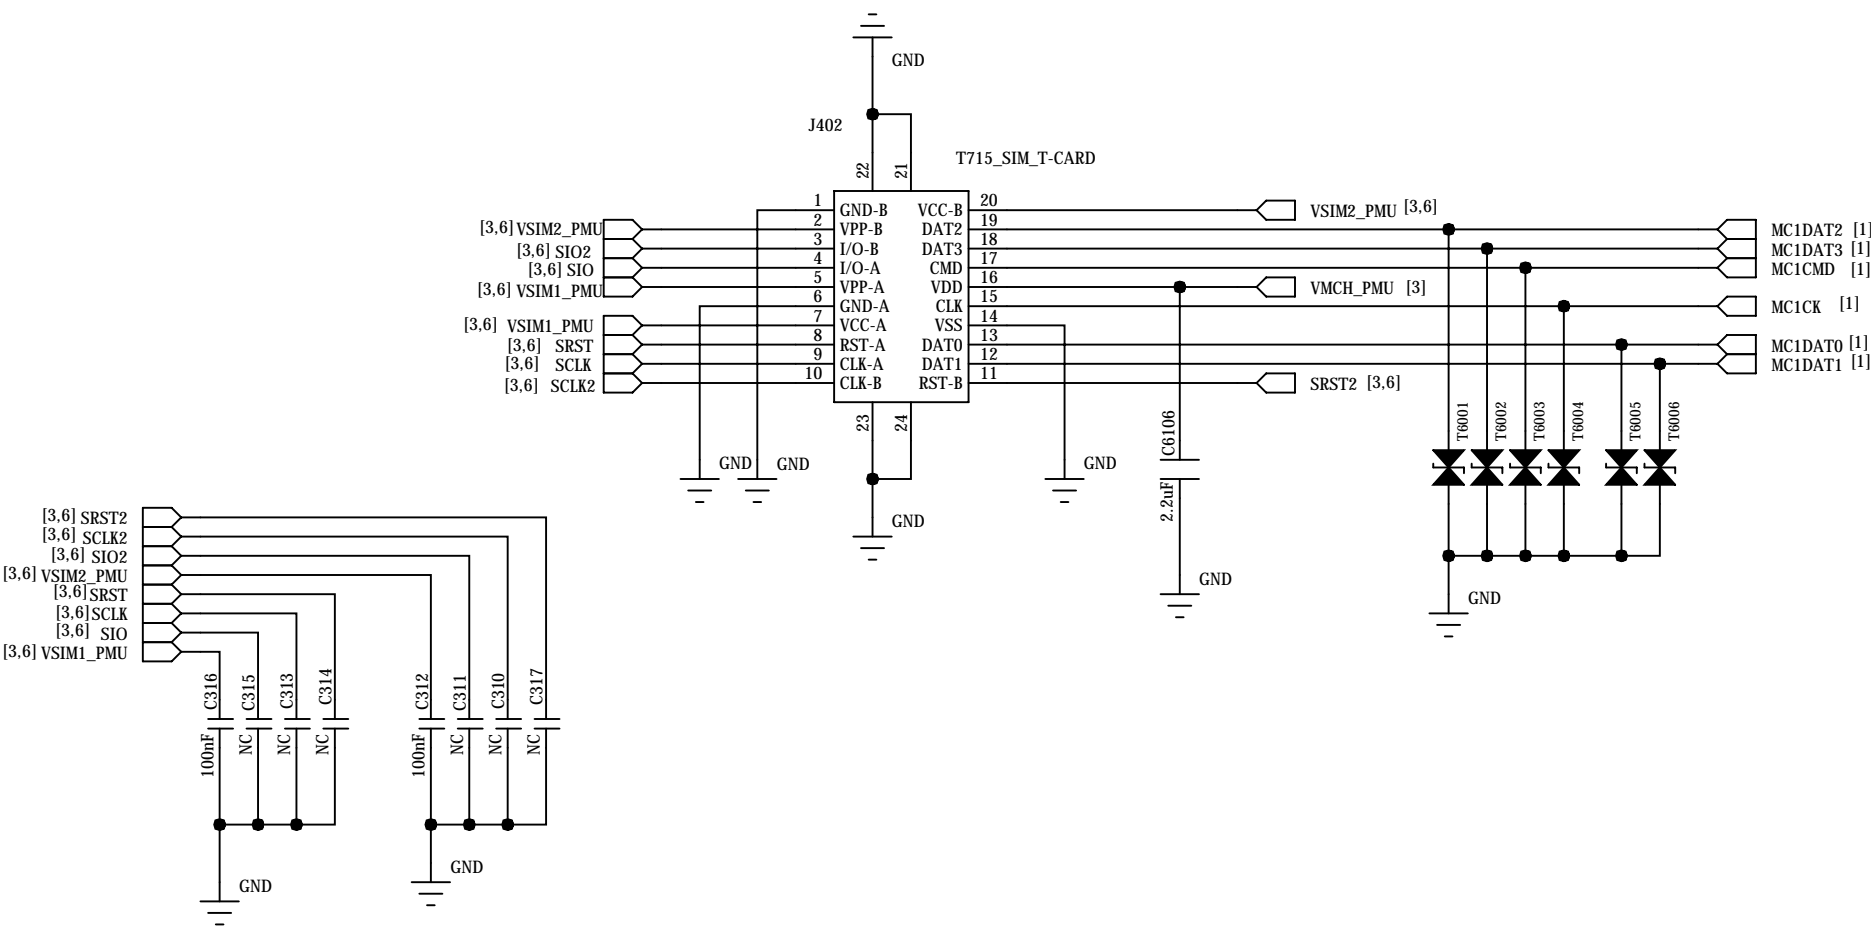 GND
J402
T715_SIM_T-CARD
22
21
1 GND-B VCC-B 20
2 VPP-B DAT2 19
3 I/O-B DAT3 18
4 I/O-A CMD 17
5 VPP-A VDD 16
6 GND-A CLK 15
7 VCC-A VSS 14
8 RST-A DAT0 13
9 CLK-A DAT1 12
10 CLK-B RST-B 11
23
24
[3,6] VSIM2_PMU
[3,6] SIO2
[3,6] SIO
[3,6] VSIM1_PMU
[3,6] VSIM1_PMU
[3,6] SRST
[3,6] SCLK
[3,6] SCLK2
VSIM2_PMU [3,6]
VMCH_PMU [3]
SRST2 [3,6]
MC1DAT2 [1]
MC1DAT3 [1]
MC1CMD [1]
MC1CK [1]
MC1DAT0 [1]
MC1DAT1 [1]
T6001
T6002
T6003
T6004
T6005
T6006
C6106
2.2uF
GND
GND
GND
GND
GND
GND
[3,6] SRST2
[3,6] SCLK2
[3,6] SIO2
[3,6] VSIM2_PMU
[3,6] SRST
[3,6] SCLK
[3,6] SIO
[3,6] VSIM1_PMU
C316
C315
C313
C314
C312
C311
C310
C317
100nF
NC
NC
NC
100nF
NC
NC
NC
GND
GND